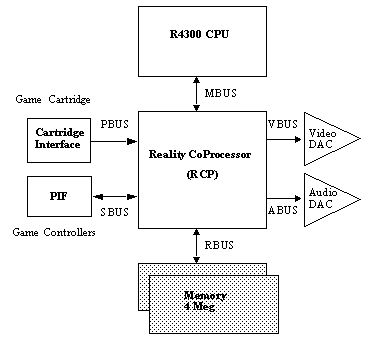 R4300 CPU
MBUS
Game Cartridge
PBUS
VBUS
Cartridge
Interface
Reality CoProcessor
(RCP)
Video
DAC
PIF
SBUS
ABUS
Audio
DAC
Game Controllers
RBUS
Memory
4 Meg